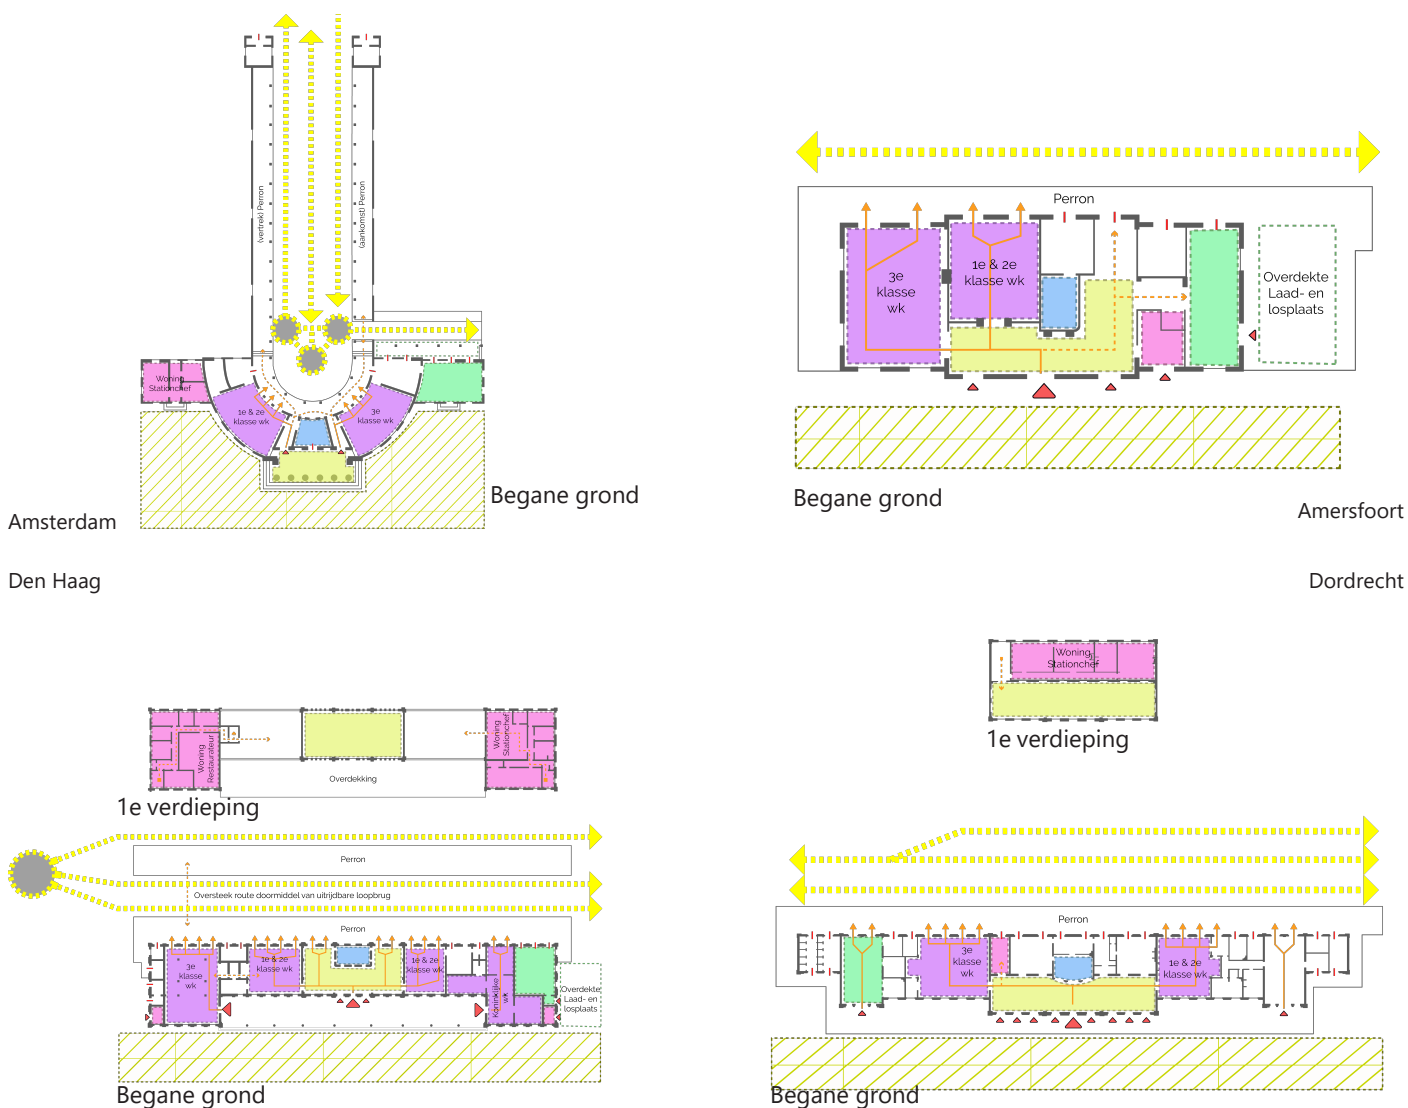 (vertrek) Perron
(aankomst) Perron
Woning
Stationchef
1e & 2e
klasse wk
3e
klasse wk
Begane grond
Amsterdam
Perron
3e
klasse
wk
1e & 2e
klasse wk
Overdekte
Laad- en
losplaats
Begane grond
Amersfoort
Den Haag
Woning
Restaurateur
Woning
Stationchef
Overdekking
1e verdieping
Perron
Oversteek route doormiddel van uitrijdbare loopbrug
Perron
3e
klasse
wk
1e & 2e
klasse wk
1e & 2e
klasse wk
Koninklijke
wk
Overdekte
Laad- en
losplaats
Begane grond
Dordrecht
Woning
Stationchef
1e verdieping
Perron
3e
klasse
wk
1e & 2e
klasse wk
Begane grond